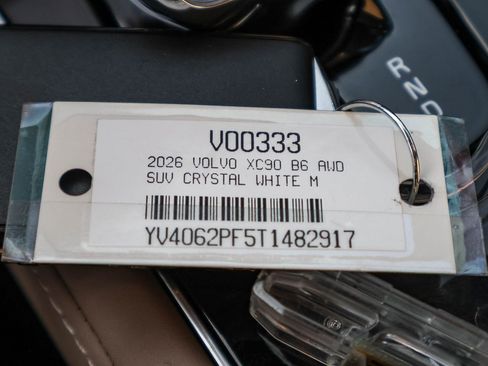 V00333
2026 VOLVO XC90 B6 AWD
SUV CRYSTAL WHITE M
YV4062PF5T1482917
R
N
D